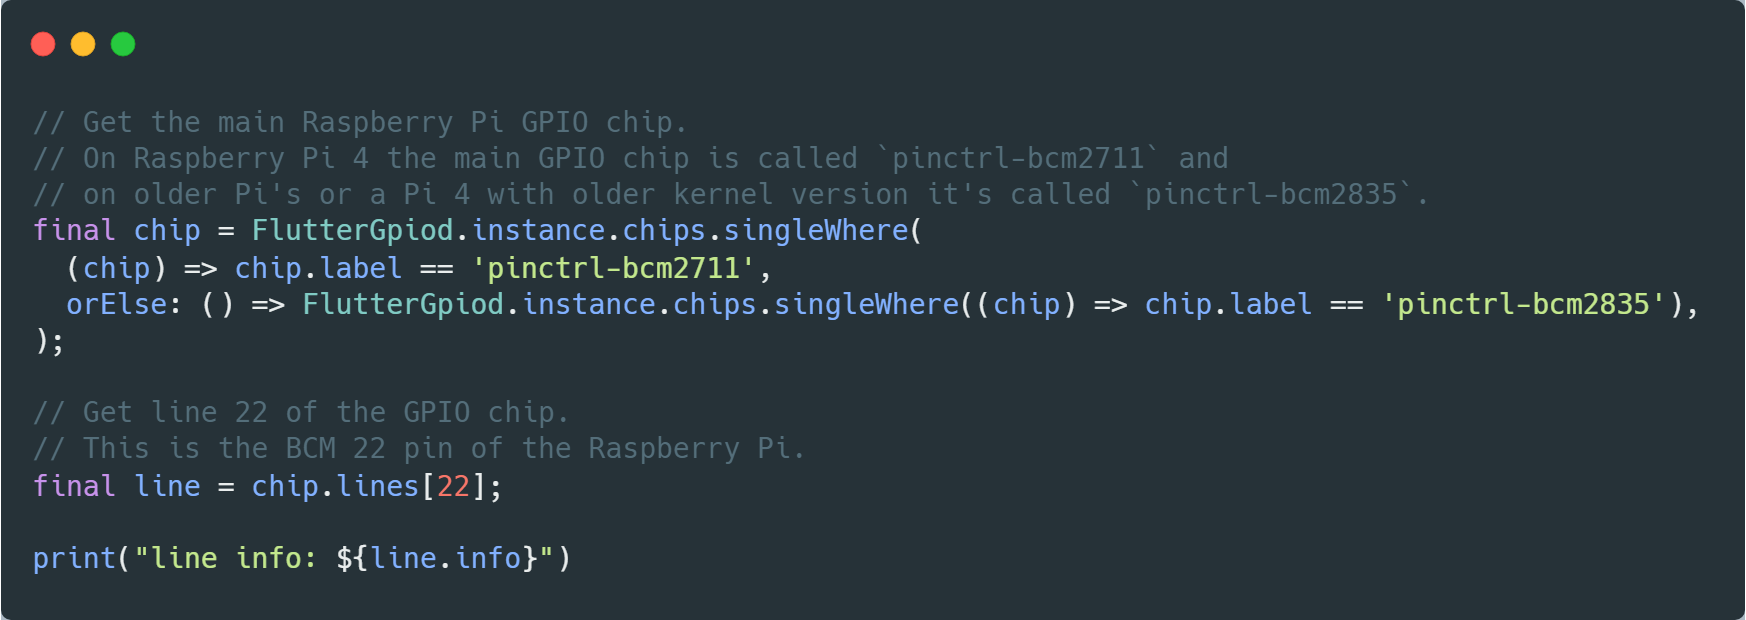 // Get the main Raspberry Pi GPIO chip.
// On Raspberry Pi 4 the main GPIO chip is called `pinctrl-bcm2711` and
// on older Pi's or a Pi 4 with older kernel version it's called `pinctrl-bcm2835`.
final chip = FlutterGpiod.instance.chips.singleWhere(
  (chip) => chip.label == 'pinctrl-bcm2711',
  orElse: () => FlutterGpiod.instance.chips.singleWhere((chip) => chip.label == 'pinctrl-bcm2835'),
);

// Get line 22 of the GPIO chip.
// This is the BCM 22 pin of the Raspberry Pi.
final line = chip.lines[22];

print("line info: ${line.info}")